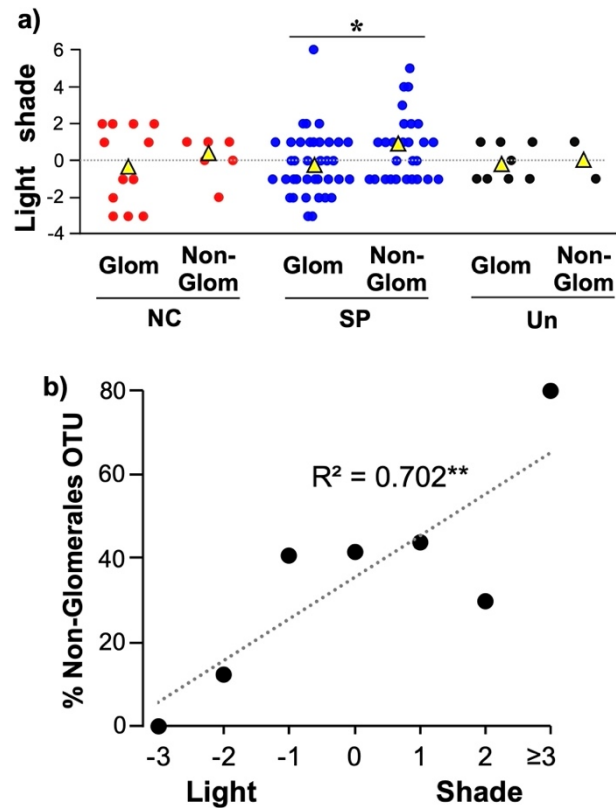 a)
*
Light shade
6
4
2
0
-2
-4
Glom Non-Glom Glom Non-Glom Glom Non-Glom
NC SP Un
b)
% Non-Glomerales OTU
80
60
40
20
0
R² = 0.702**
-3 -2 -1 0 1 2 ≥3
Light Shade